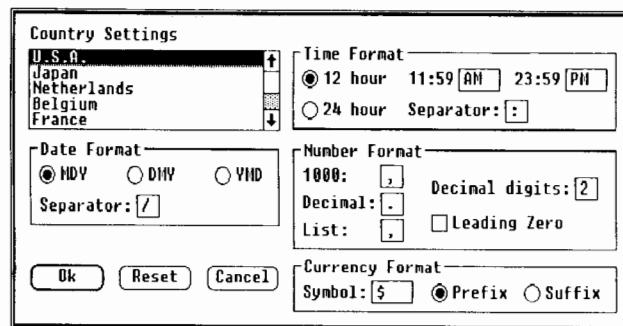 Country Settings
U.S.A.
Japan
Netherlands
Belgium
France
Time Format
12 hour 11:59 AM 23:59 PM
24 hour Separator: :
Date Format
MDY DMY YMD
Separator: /
Number Format
1000: ,
Decimal: .
List: ,
Decimal digits: 2
Leading Zero
Ok Reset Cancel
Currency Format
Symbol: $ Prefix Suffix